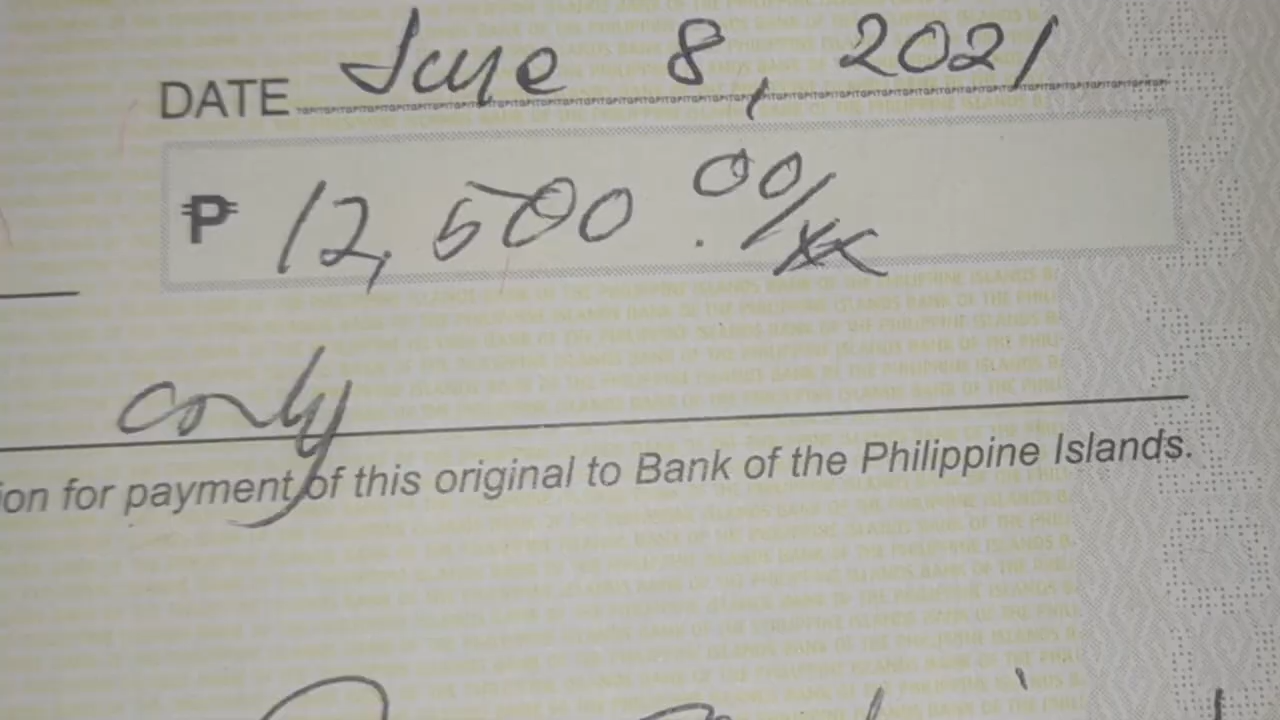 DATE June 8, 2021
₱ 12,500.00/xx
only
ion for payment of this original to Bank of the Philippine Islands.